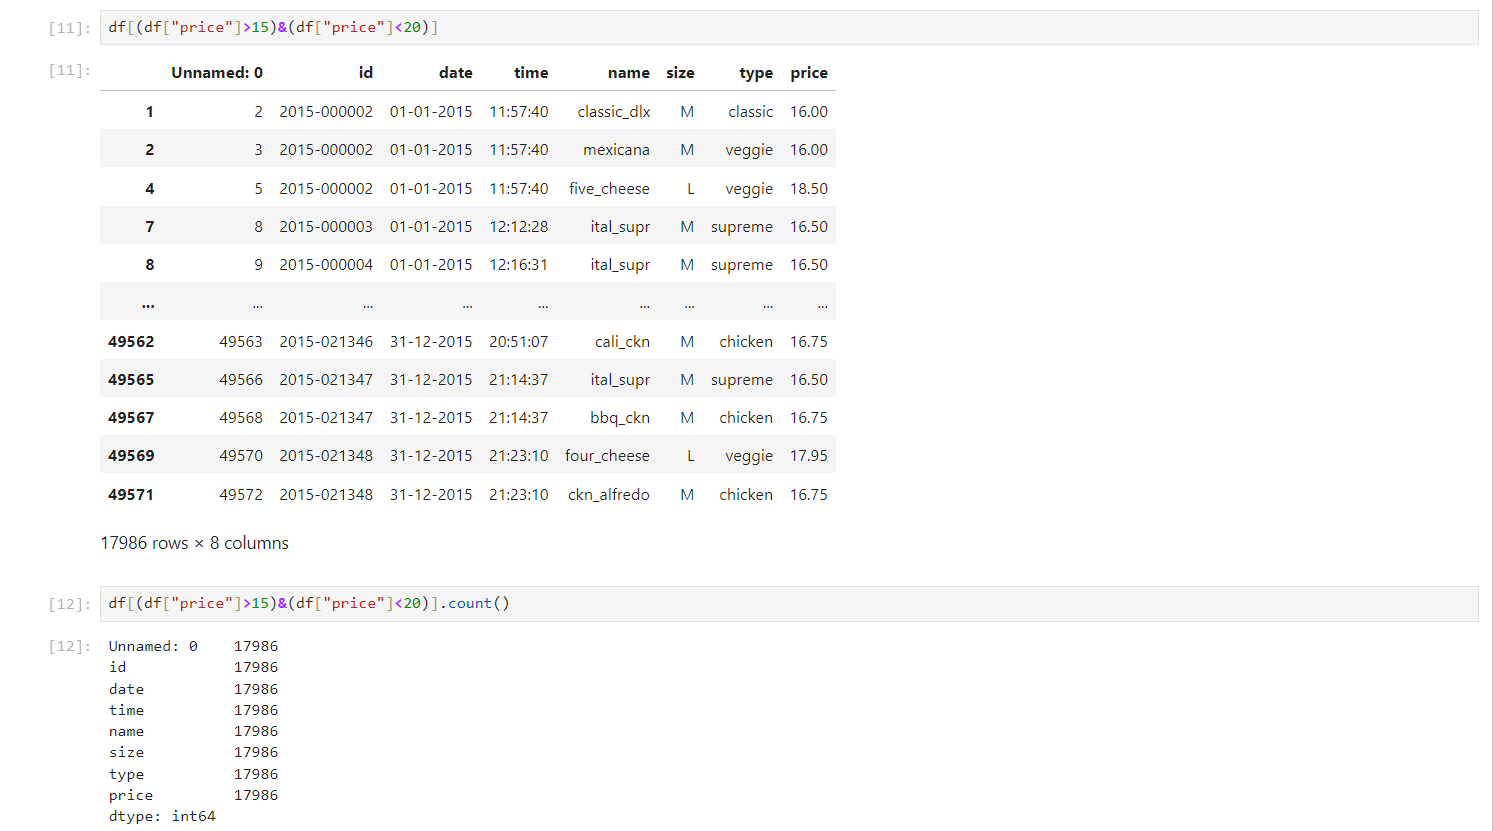 [11]: df[(df["price"]>15)&(df["price"]<20)]
[11]: Unnamed: 0 id date time name size type price
1 2 2015-000002 01-01-2015 11:57:40 classic_dlx M classic 16.00
2 3 2015-000002 01-01-2015 11:57:40 mexicana M veggie 16.00
4 5 2015-000002 01-01-2015 11:57:40 five_cheese L veggie 18.50
7 8 2015-000003 01-01-2015 12:12:28 ital_supr M supreme 16.50
8 9 2015-000004 01-01-2015 12:16:31 ital_supr M supreme 16.50
... ... ... ... ... ... ... ... ...
49562 49563 2015-021346 31-12-2015 20:51:07 cali_ckn M chicken 16.75
49565 49566 2015-021347 31-12-2015 21:14:37 ital_supr M supreme 16.50
49567 49568 2015-021347 31-12-2015 21:14:37 bbq_ckn M chicken 16.75
49569 49570 2015-021348 31-12-2015 21:23:10 four_cheese L veggie 17.95
49571 49572 2015-021348 31-12-2015 21:23:10 ckn_alfredo M chicken 16.75
17986 rows × 8 columns
[12]: df[(df["price"]>15)&(df["price"]<20)].count()
[12]: Unnamed: 0 17986
id 17986
date 17986
time 17986
name 17986
size 17986
type 17986
price 17986
dtype: int64